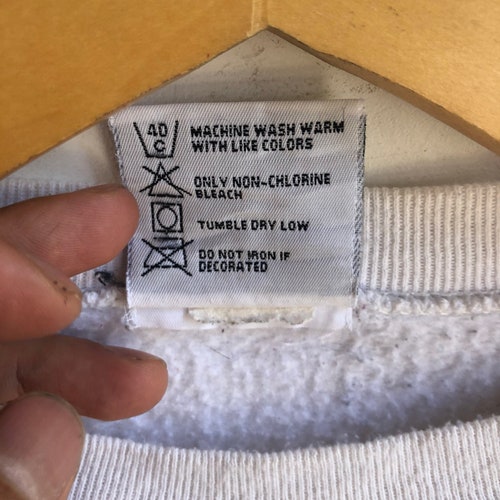 40
C
MACHINE WASH WARM
WITH LIKE COLORS
ONLY NON-CHLORINE
BLEACH
TUMBLE DRY LOW
DO NOT IRON IF
DECORATED